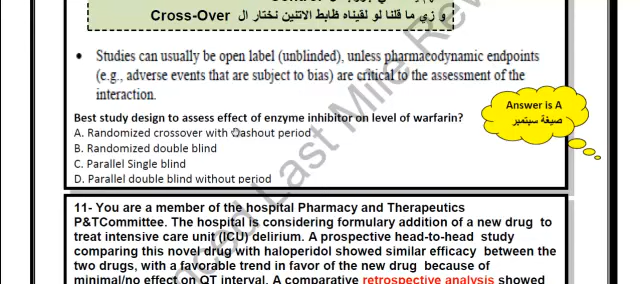 و زي ما قلنا لو لقيناه ظابط الاتنين نختار ال Cross-Over
• Studies can usually be open label (unblinded), unless pharmacodynamic endpoints
(e.g., adverse events that are subject to bias) are critical to the assessment of the
interaction.
Best study design to assess effect of enzyme inhibitor on level of warfarin?
A. Randomized crossover with washout period
B. Randomized double blind
C. Parallel Single blind
D. Parallel double blind without period
Answer is A
صيغة سبتمبر
11- You are a member of the hospital Pharmacy and Therapeutics
P&TCommittee. The hospital is considering formulary addition of a new drug to
treat intensive care unit (ICU) delirium. A prospective head-to-head study
comparing this novel drug with haloperidol showed similar efficacy between the
two drugs, with a favorable trend in favor of the new drug because of
minimal/no effect on QT interval. A comparative retrospective analysis showed